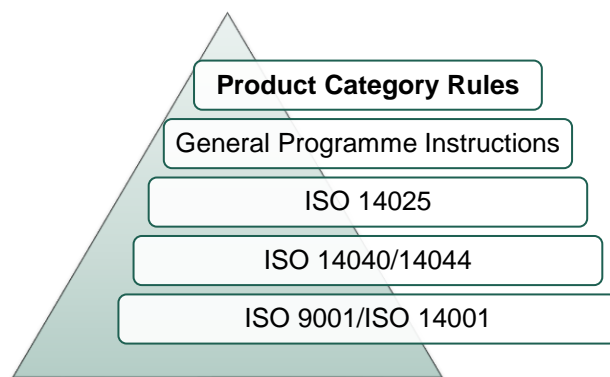 Product Category Rules
General Programme Instructions
ISO 14025
ISO 14040/14044
ISO 9001/ISO 14001